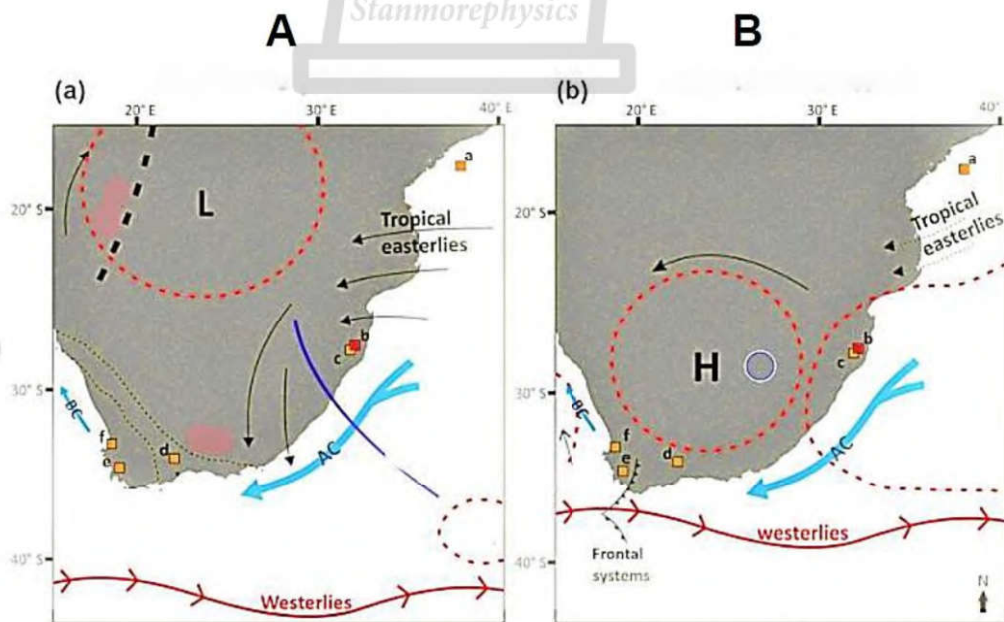 Stanmorephysics
A
B
(a)
20° E
30° E
40° E
L
20° S
Tropical
easterlies
a
b
c
30° S
BC
f
e
d
AC
40° S
Westerlies
(b)
20° E
30° E
40° E
a
20° S
Tropical
easterlies
H
b
c
30° S
BC
f
e
d
AC
westerlies
Frontal
systems
40° S
N